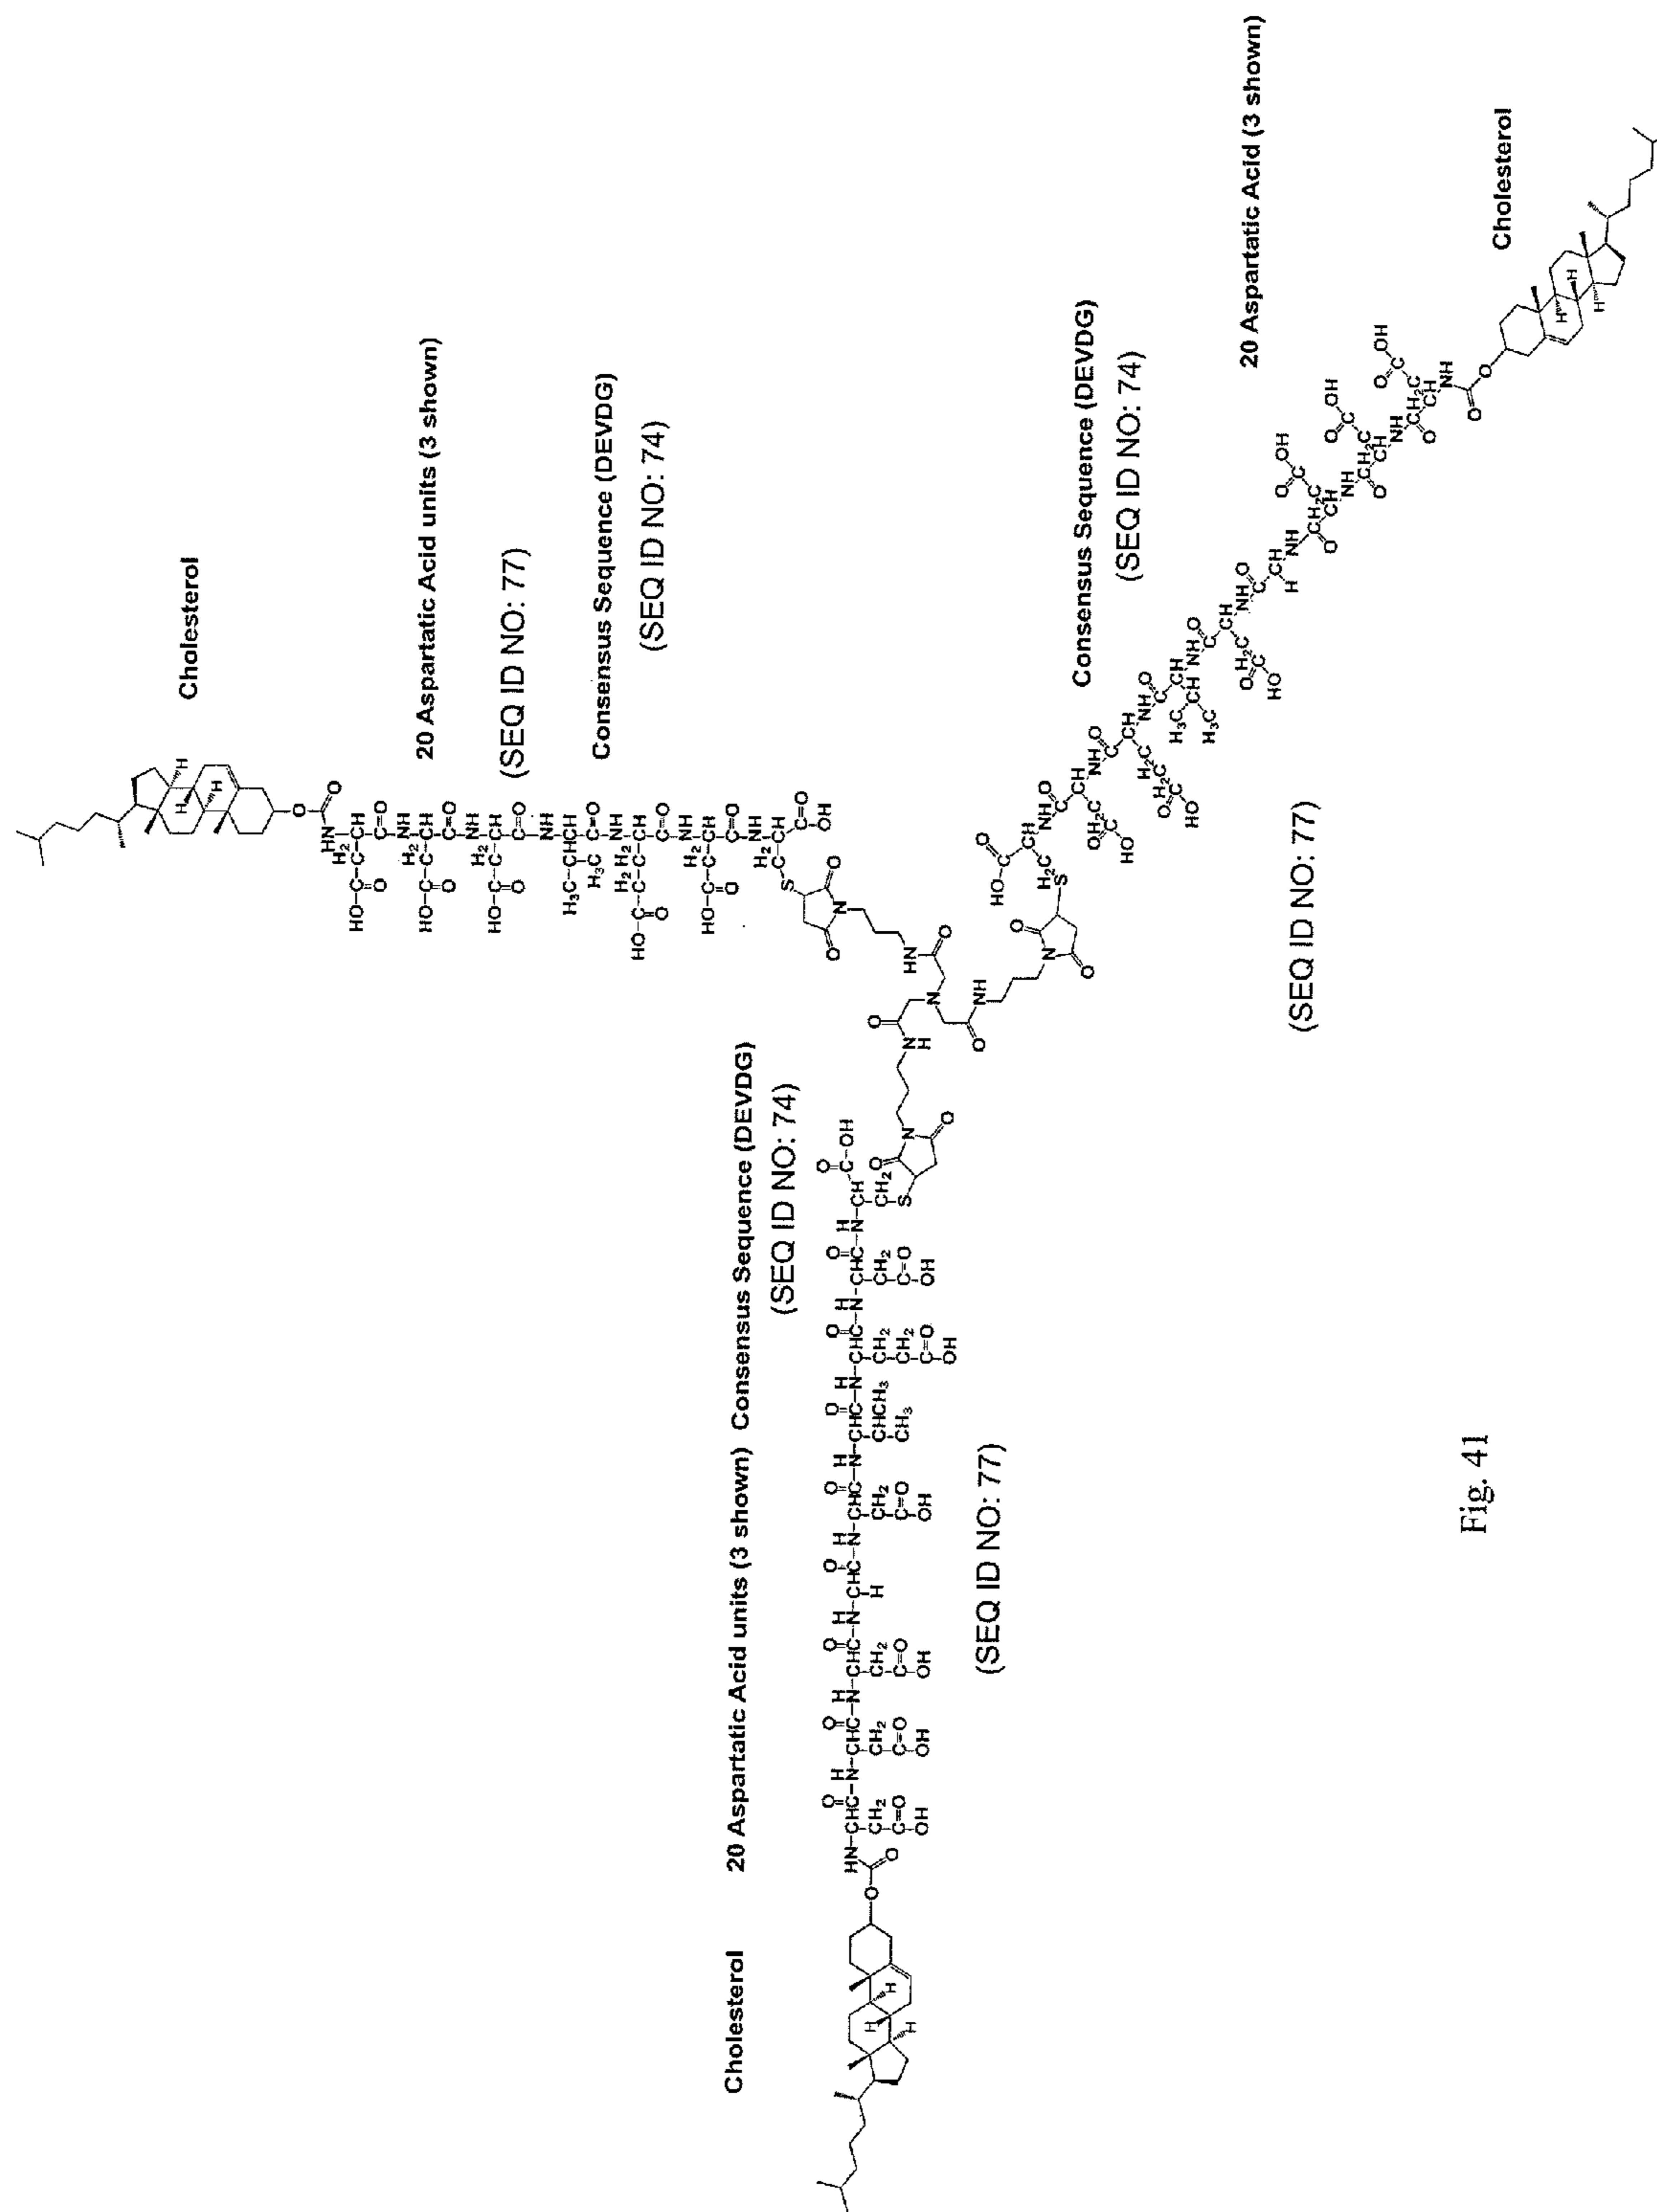 Cholesterol
20 Aspartatic Acid units (3 shown)
(SEQ ID NO: 77)
Consensus Sequence (DEVDG)
(SEQ ID NO: 74)
Cholesterol 20 Aspartatic Acid units (3 shown) Consensus Sequence (DEVDG)
(SEQ ID NO: 74)
(SEQ ID NO: 77)
Consensus Sequence (DEVDG)
(SEQ ID NO: 74)
20 Aspartatic Acid (3 shown)
(SEQ ID NO: 77)
Cholesterol
Fig. 41